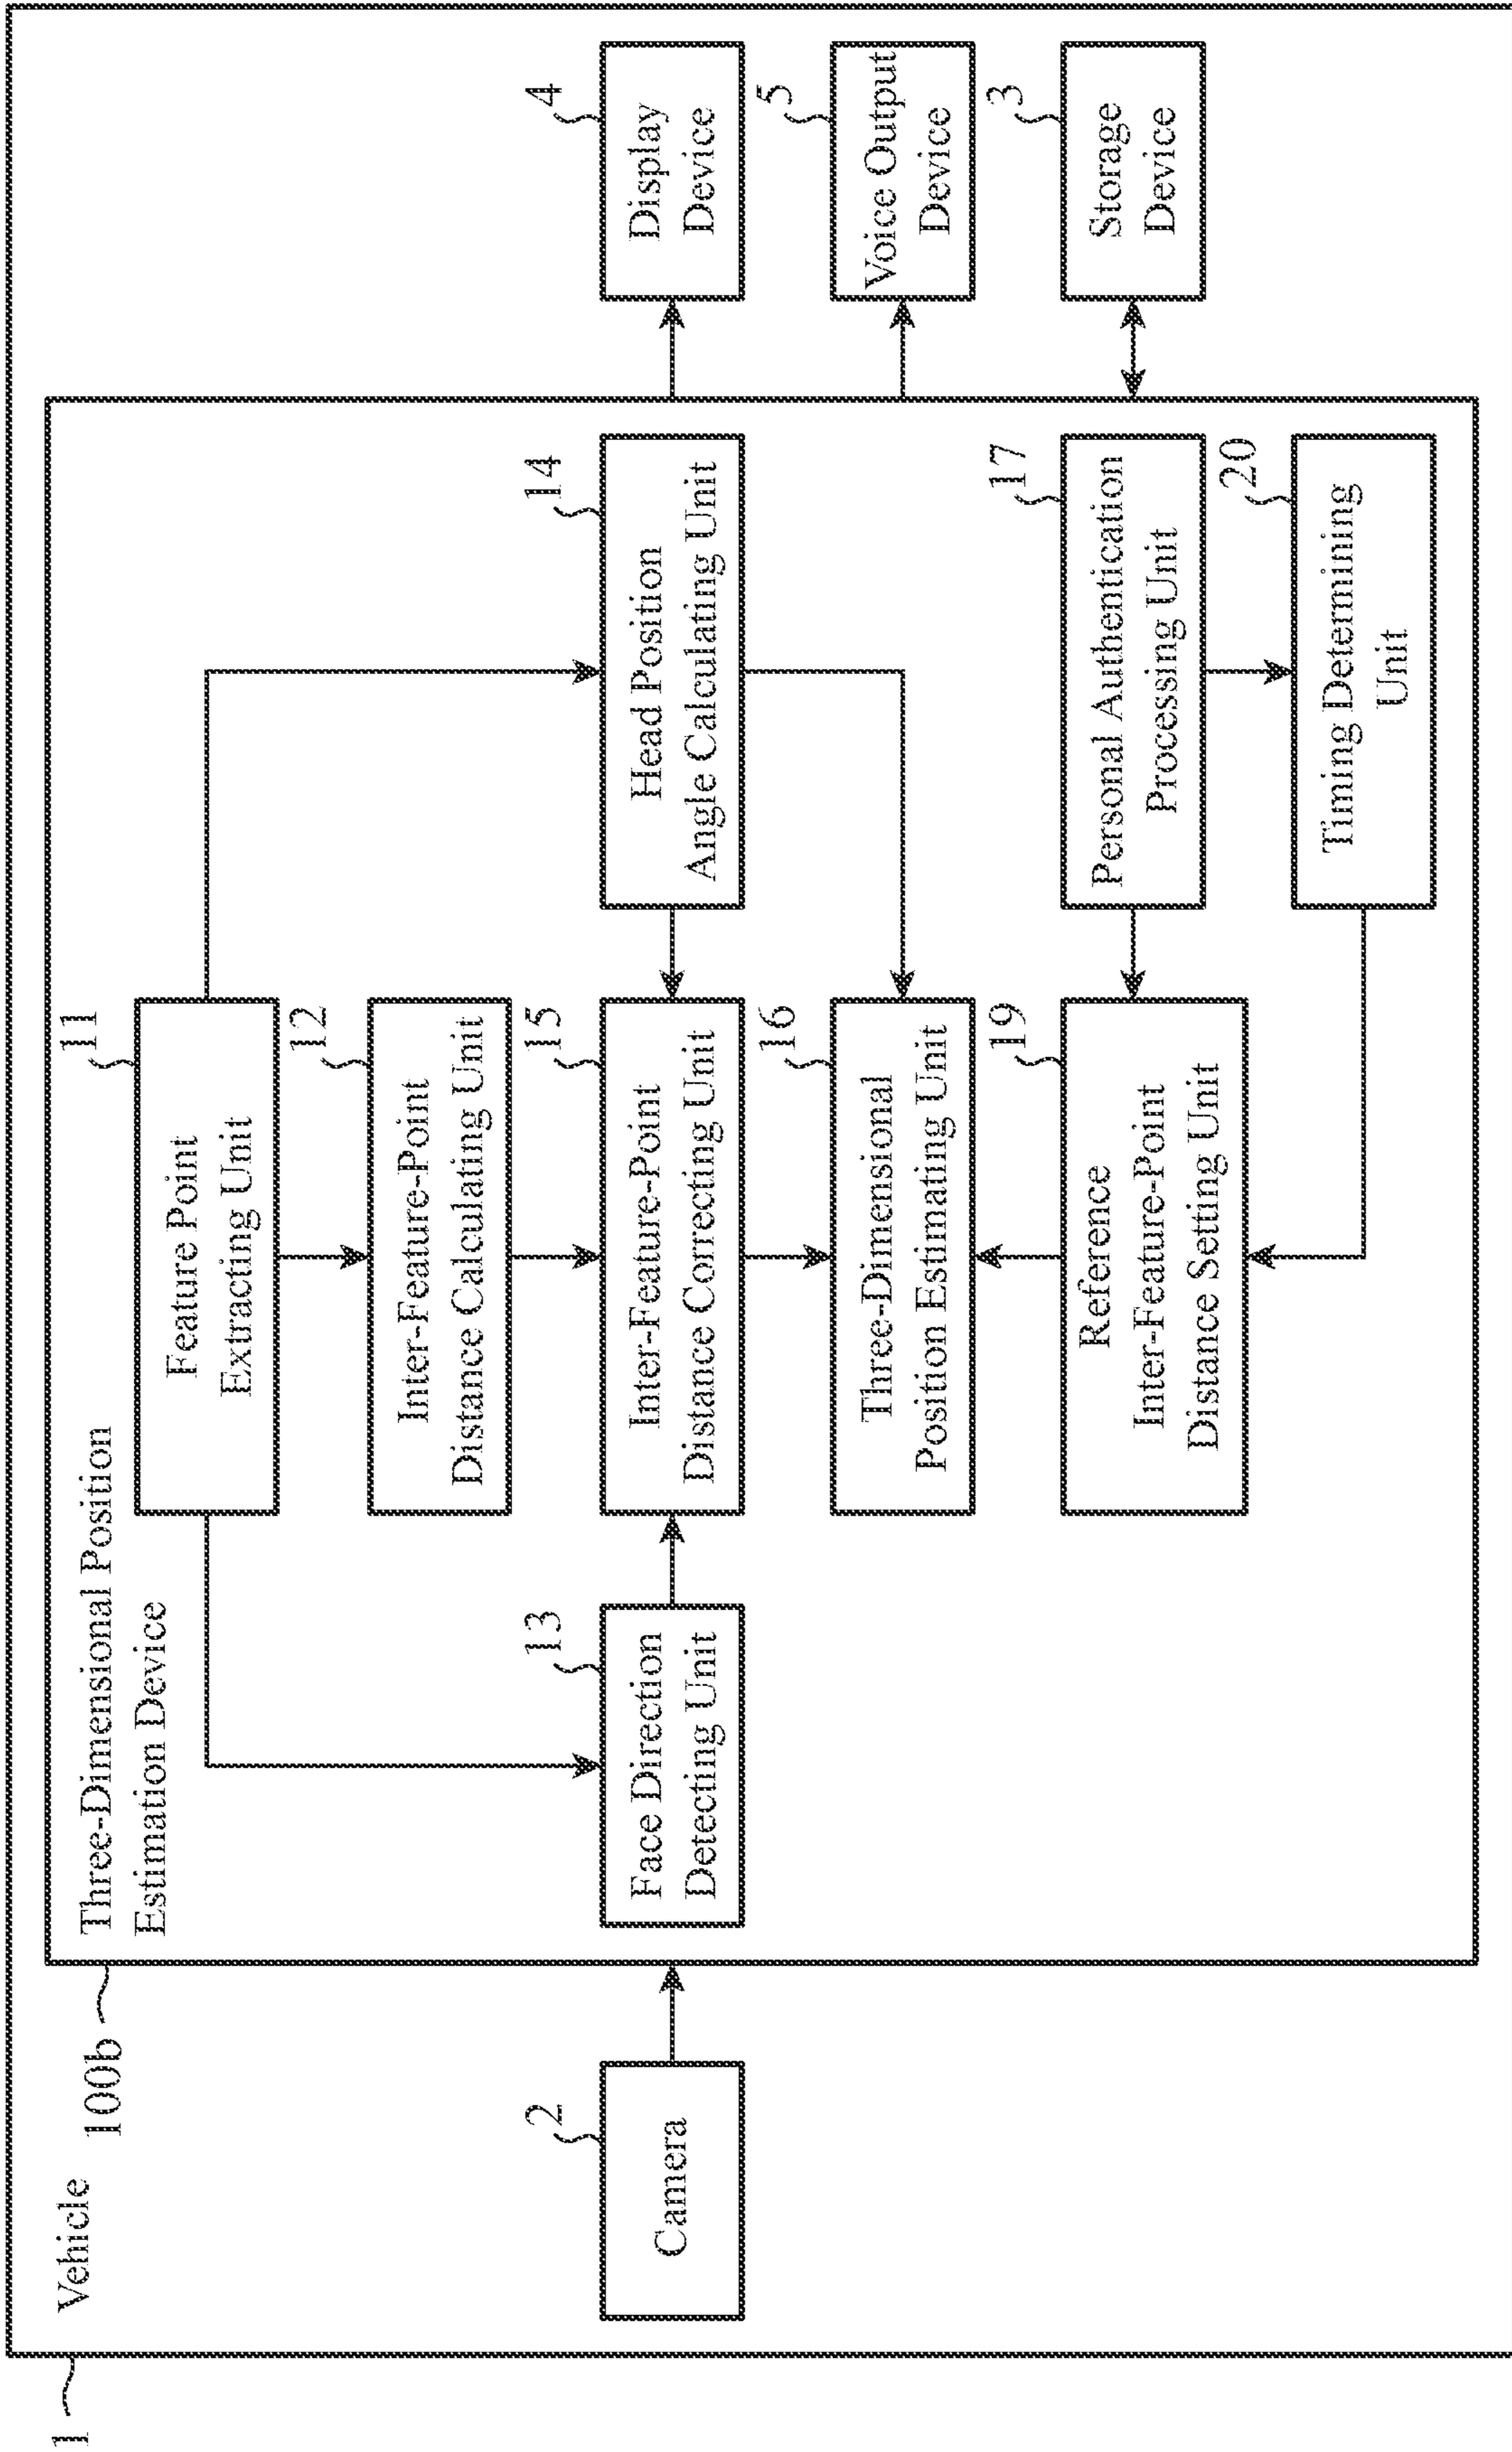 1
Vehicle
100b
Three-Dimensional Position
Estimation Device
2
Camera
11
Feature Point
Extracting Unit
12
Inter-Feature-Point
Distance Calculating Unit
13
Face Direction
Detecting Unit
15
Inter-Feature-Point
Distance Correcting Unit
14
Head Position
Angle Calculating Unit
16
Three-Dimensional
Position Estimating Unit
19
Reference
Inter-Feature-Point
Distance Setting Unit
17
Personal Authentication
Processing Unit
20
Timing Determining
Unit
4
Display
Device
5
Voice Output
Device
3
Storage
Device